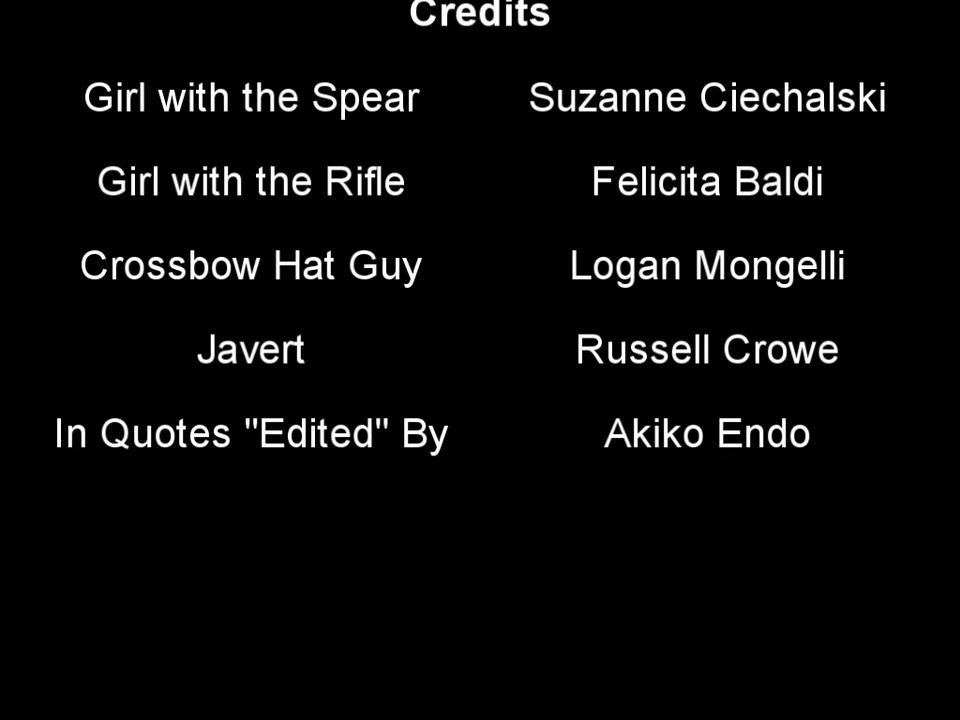 Credits
Girl with the Spear Suzanne Ciechalski
Girl with the Rifle Felicita Baldi
Crossbow Hat Guy Logan Mongelli
Javert Russell Crowe
In Quotes "Edited" By Akiko Endo